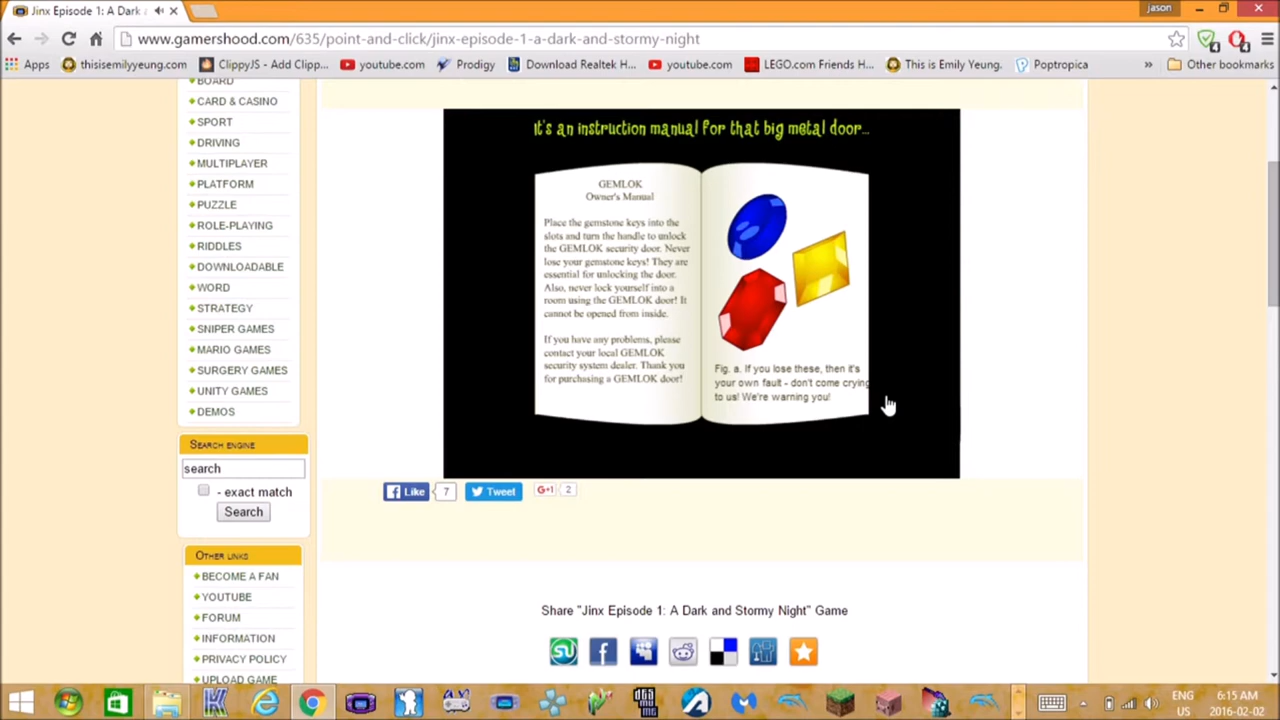 Jinx Episode 1: A Dark
jason
www.gamershood.com/635/point-and-click/jinx-episode-1-a-dark-and-stormy-night
Apps
thisisemilyyeung.com
ClippyJS - Add Clipp...
youtube.com
Prodigy
Download Realtek H...
youtube.com
LEGO.com Friends H...
This is Emily Yeung.
Poptropica
»
Other bookmarks
BOARD
CARD & CASINO
SPORT
DRIVING
MULTIPLAYER
PLATFORM
PUZZLE
ROLE-PLAYING
RIDDLES
DOWNLOADABLE
WORD
STRATEGY
SNIPER GAMES
MARIO GAMES
SURGERY GAMES
UNITY GAMES
DEMOS
SEARCH ENGINE
search
- exact match
Search
OTHER LINKS
BECOME A FAN
YOUTUBE
FORUM
INFORMATION
PRIVACY POLICY
UPLOAD GAME
It's an instruction manual for that big metal door...
GEMLOK
Owner's Manual
Place the gemstone keys into the
slots and turn the handle to unlock
the GEMLOK security door. Never
lose your gemstone keys! They are
essential for unlocking the door.
Also, never lock yourself into a
room using the GEMLOK door! It
cannot be opened from inside.
If you have any problems, please
contact your local GEMLOK
security system dealer. Thank you
for purchasing a GEMLOK door!
Fig. a. If you lose these, then it's
your own fault - don't come crying
to us! We're warning you!
Like 7
Tweet
G+1 2
Share "Jinx Episode 1: A Dark and Stormy Night" Game
ENG
US
6:15 AM
2016-02-02